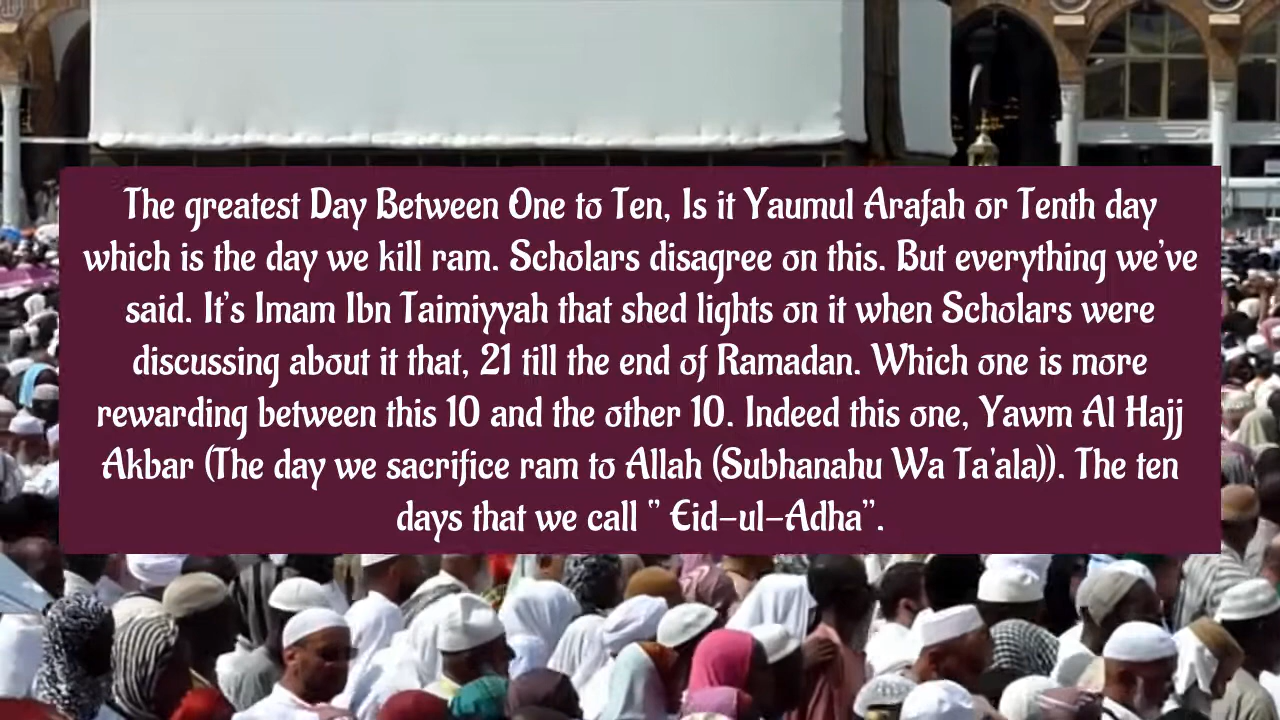 The greatest Day Between One to Ten, Is it Yaumul Arafah or Tenth day
which is the day we kill ram. Scholars disagree on this. But everything we've
said. It's Imam Ibn Taimiyyah that shed lights on it when Scholars were
discussing about it that, 21 till the end of Ramadan. Which one is more
rewarding between this 10 and the other 10. Indeed this one, Yawm Al Hajj
Akbar (The day we sacrifice ram to Allah (Subhanahu Wa Ta'ala)). The ten
days that we call " Eid-ul-Adha".